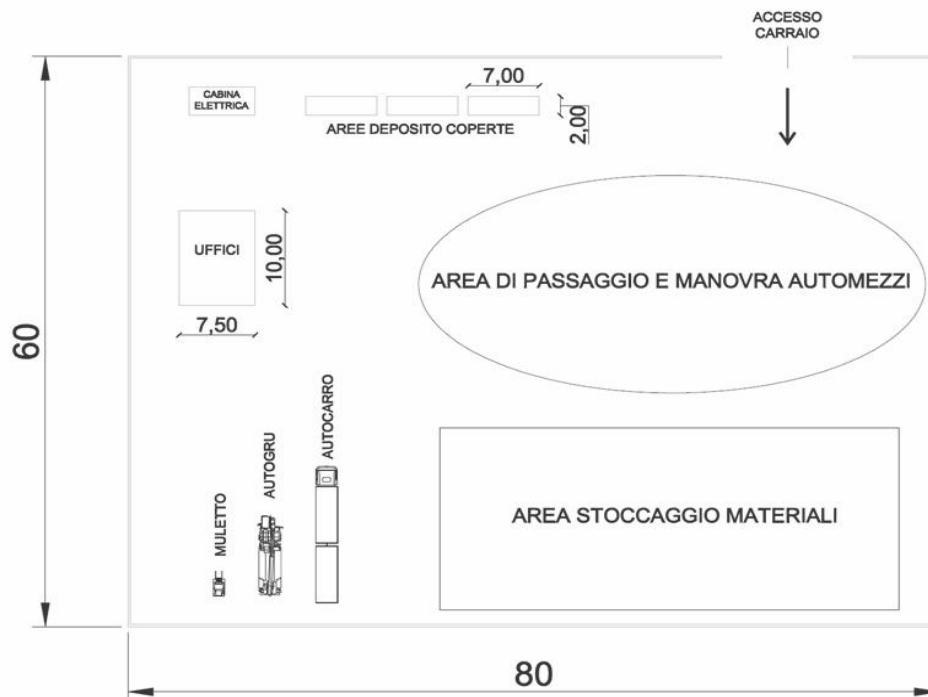 ACCESSO
CARRAIO
CABINA
ELETTRICA
7,00
2,00
AREE DEPOSITO COPERTE
UFFICI
10,00
7,50
AREA DI PASSAGGIO E MANOVRA AUTOMEZZI
60
MULETTO
AUTOGRU
AUTOCARRO
AREA STOCCAGGIO MATERIALI
80